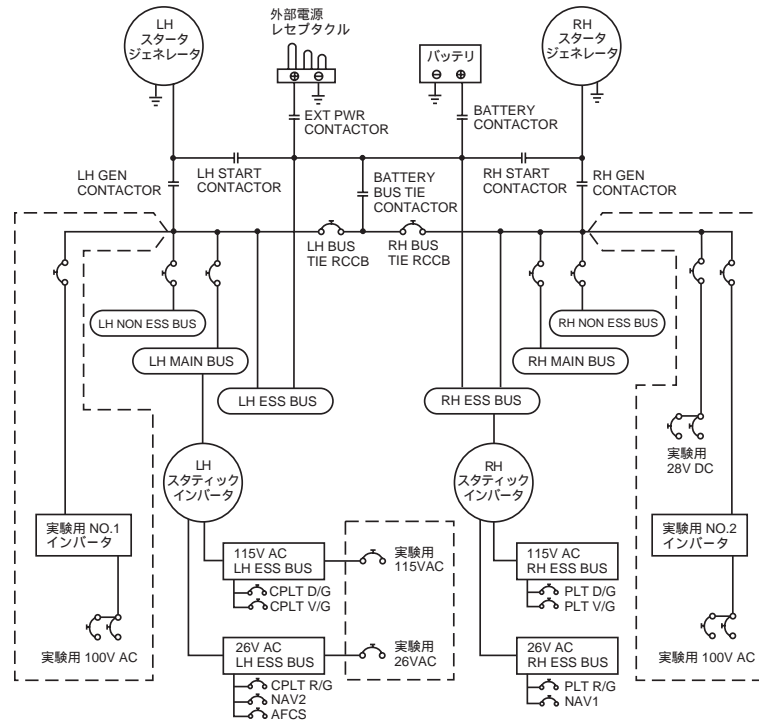 LH
スタータ
ジェネレータ
外部電源
レセプタクル
バッテリ
RH
スタータ
ジェネレータ
EXT PWR
CONTACTOR
BATTERY
CONTACTOR
LH GEN
CONTACTOR
LH START
CONTACTOR
BATTERY
BUS TIE
CONTACTOR
RH START
CONTACTOR
RH GEN
CONTACTOR
LH BUS
TIE RCCB
RH BUS
TIE RCCB
LH NON ESS BUS
LH MAIN BUS
LH ESS BUS
RH ESS BUS
RH MAIN BUS
RH NON ESS BUS
実験用
28V DC
LH
スタティック
インバータ
RH
スタティック
インバータ
実験用 NO.1
インバータ
115V AC
LH ESS BUS
CPLT D/G
CPLT V/G
実験用
115VAC
115V AC
RH ESS BUS
PLT D/G
PLT V/G
実験用 NO.2
インバータ
実験用 100V AC
26V AC
LH ESS BUS
CPLT R/G
NAV2
AFCS
実験用
26VAC
26V AC
RH ESS BUS
PLT R/G
NAV1
実験用 100V AC